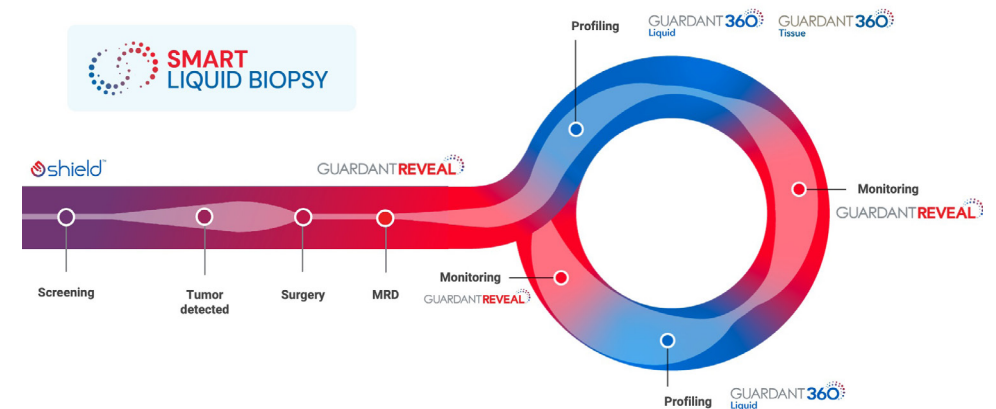 SMART
LIQUID BIOPSY
Profiling
GUARDANT360
Liquid
GUARDANT360
Tissue
shield™
GUARDANTREVEAL
Monitoring
GUARDANTREVEAL
Screening
Tumor
detected
Surgery
MRD
Monitoring
GUARDANTREVEAL
Profiling
GUARDANT360
Liquid